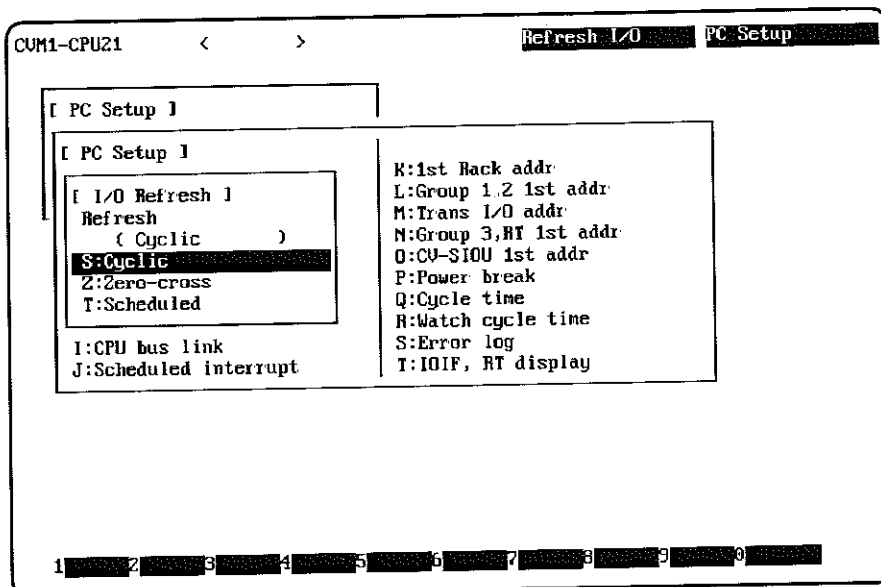 CVM1-CPU21 < > Refresh I/O PC Setup
[ PC Setup ]
[ PC Setup ]
[ I/O Refresh ]
Refresh
( Cyclic )
S:Cyclic
Z:Zero-cross
T:Scheduled
I:CPU bus link
J:Scheduled interrupt
K:1st Rack addr
L:Group 1,2 1st addr
M:Trans I/O addr
N:Group 3,RT 1st addr
O:CV-SIOU 1st addr
P:Power break
Q:Cycle time
R:Watch cycle time
S:Error log
T:IOIF, RT display
1 2 3 4 5 6 7 8 9 0